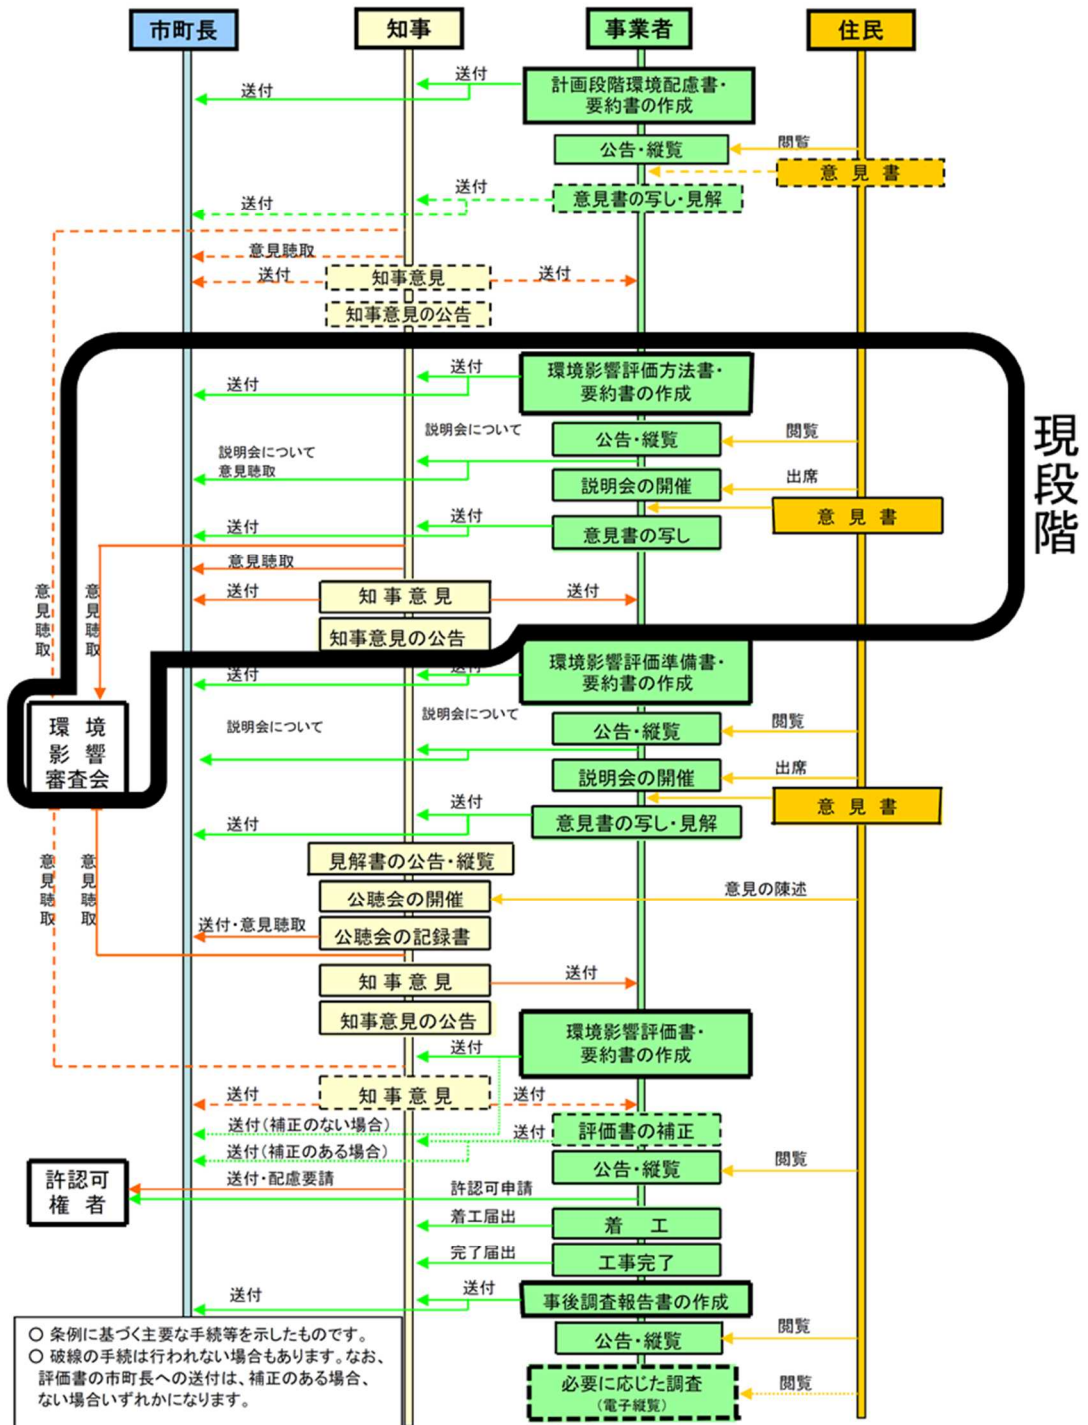 市町長
知事
事業者
住民
送付
送付
計画段階環境配慮書・
要約書の作成
公告・縦覧
閲覧
意見書
送付
送付
意見書の写し・見解
意見聴取
送付
知事意見
送付
知事意見の公告
現段階
送付
送付
環境影響評価方法書・
要約書の作成
説明会について
公告・縦覧
閲覧
説明会について
意見聴取
説明会の開催
出席
意見書
送付
送付
意見書の写し
意見聴取
送付
知事意見
送付
意見聴取
意見聴取
知事意見の公告
送付
送付
環境影響評価準備書・
要約書の作成
環境
影響
審査会
説明会について
説明会について
公告・縦覧
閲覧
説明会の開催
出席
意見書
送付
送付
意見書の写し・見解
見解書の公告・縦覧
意見聴取
意見聴取
公聴会の開催
意見の陳述
送付・意見聴取
公聴会の記録書
知事意見
送付
知事意見の公告
環境影響評価書・
要約書の作成
送付
送付
知事意見
送付
送付(補正のない場合)
送付
評価書の補正
送付(補正のある場合)
公告・縦覧
閲覧
許認可
権者
送付・配慮要請
許認可申請
着工届出
着工
完了届出
工事完了
送付
送付
事後調査報告書の作成
公告・縦覧
閲覧
必要に応じた調査
(電子縦覧)
閲覧
○ 条例に基づく主要な手続等を示したものです。
○ 破線の手続は行われない場合もあります。なお、
評価書の市町長への送付は、補正のある場合、
ない場合いずれかになります。